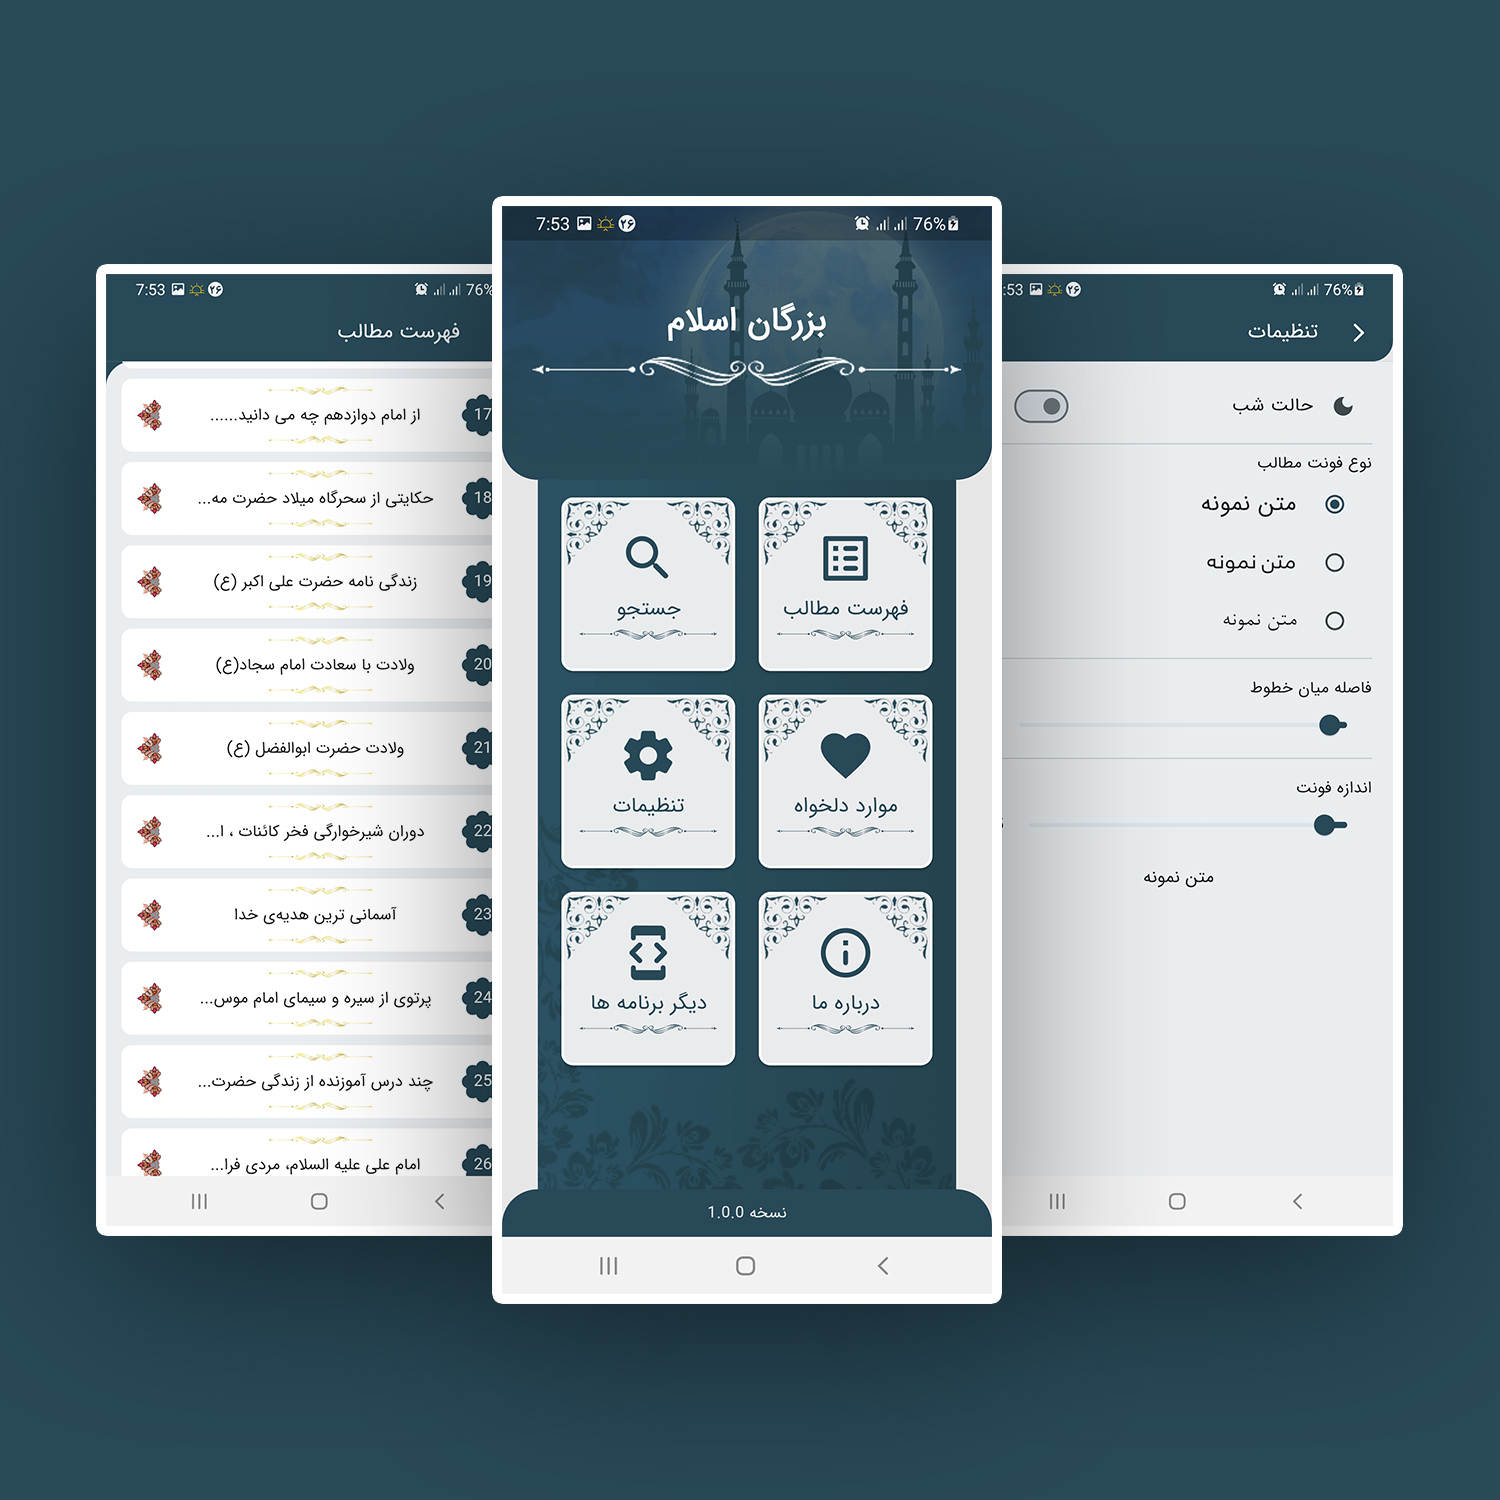 7:53 ۲۶ 76%
فهرست مطالب
17 از امام دوازدهم چه می دانید......
18 حکایتی از سحرگاه میلاد حضرت مه...
19 زندگی نامه حضرت علی اکبر (ع)
20 ولادت با سعادت امام سجاد(ع)
21 ولادت حضرت ابوالفضل (ع)
22 دوران شیرخوارگی فخر کائنات ، ا...
23 آسمانی ترین هدیه‌ی خدا
24 پرتوی از سیره و سیمای امام موس...
25 چند درس آموزنده از زندگی حضرت...
26 امام علی علیه السلام، مردی فرا...
7:53 ۲۶ 76%
بزرگان اسلام
فهرست مطالب
جستجو
موارد دلخواه
تنظیمات
درباره ما
دیگر برنامه ها
نسخه 1.0.0
:53 ۲۶ 76%
تنظیمات
حالت شب
نوع فونت مطالب
متن نمونه
متن نمونه
متن نمونه
فاصله میان خطوط
اندازه فونت
متن نمونه